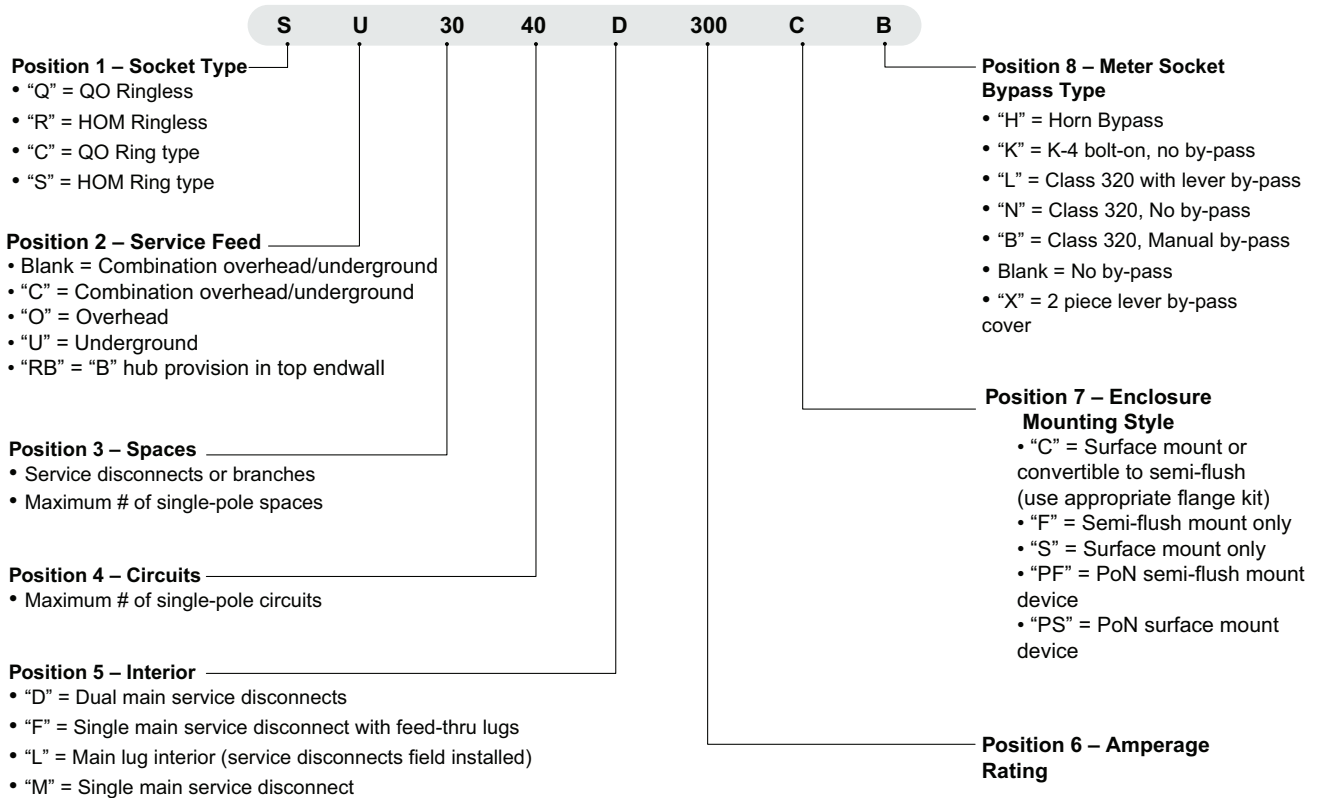 S U 30 40 D 300 C B
Position 1 – Socket Type
• “Q” = QO Ringless
• “R” = HOM Ringless
• “C” = QO Ring type
• “S” = HOM Ring type
Position 2 – Service Feed
• Blank = Combination overhead/underground
• “C” = Combination overhead/underground
• “O” = Overhead
• “U” = Underground
• “RB” = “B” hub provision in top endwall
Position 3 – Spaces
• Service disconnects or branches
• Maximum # of single-pole spaces
Position 4 – Circuits
• Maximum # of single-pole circuits
Position 5 – Interior
• “D” = Dual main service disconnects
• “F” = Single main service disconnect with feed-thru lugs
• “L” = Main lug interior (service disconnects field installed)
• “M” = Single main service disconnect
Position 8 – Meter Socket
Bypass Type
• “H” = Horn Bypass
• “K” = K-4 bolt-on, no by-pass
• “L” = Class 320 with lever by-pass
• “N” = Class 320, No by-pass
• “B” = Class 320, Manual by-pass
• Blank = No by-pass
• “X” = 2 piece lever by-pass
cover
Position 7 – Enclosure
Mounting Style
• “C” = Surface mount or
convertible to semi-flush
(use appropriate flange kit)
• “F” = Semi-flush mount only
• “S” = Surface mount only
• “PF” = PoN semi-flush mount
device
• “PS” = PoN surface mount
device
Position 6 – Amperage
Rating